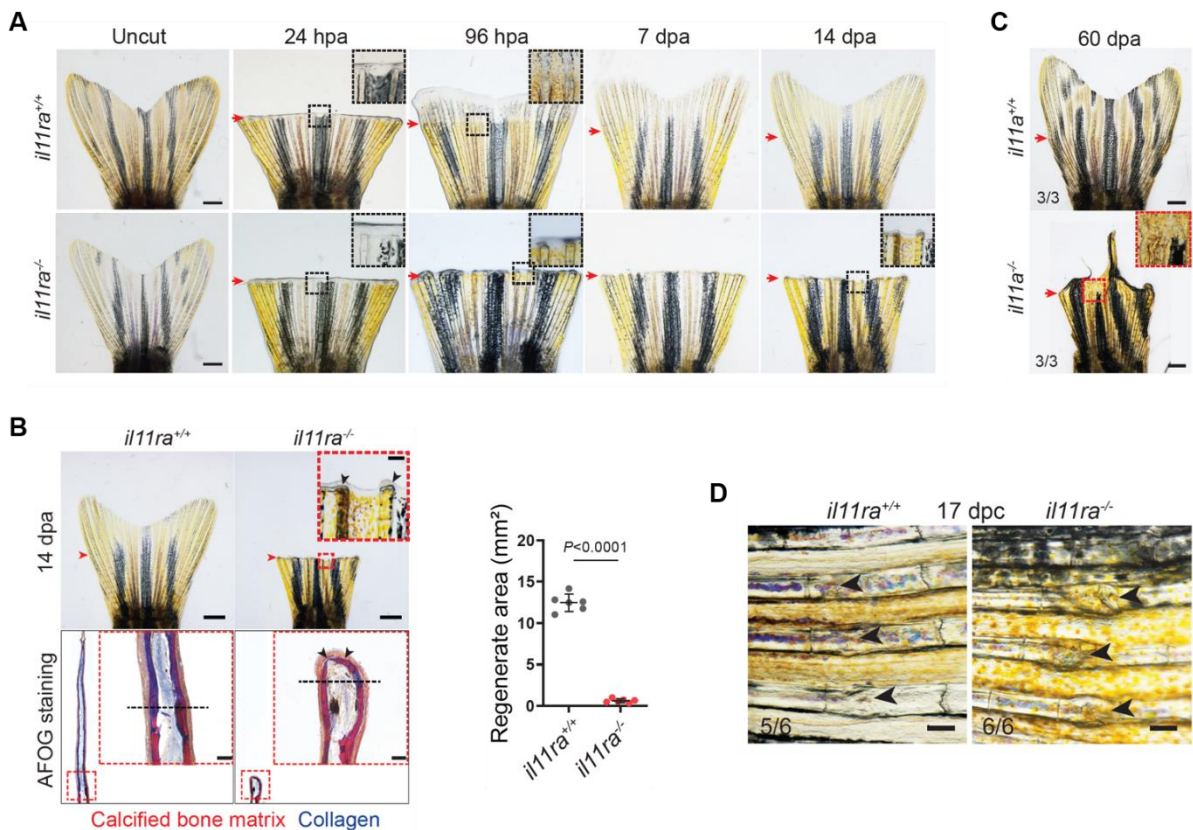 A
Uncut 24 hpa 96 hpa 7 dpa 14 dpa
il11ra+/+
il11ra-/-
C
60 dpa
il11a+/+
3/3
il11a-/-
3/3
B
il11ra+/+ il11ra-/-
14 dpa
AFOG staining
Calcified bone matrix Collagen
Regenerate area (mm²)
20
15
10
5
0
P<0.0001
il11ra+/+
il11ra-/-
D
il11ra+/+ 17 dpc il11ra-/-
5/6 6/6